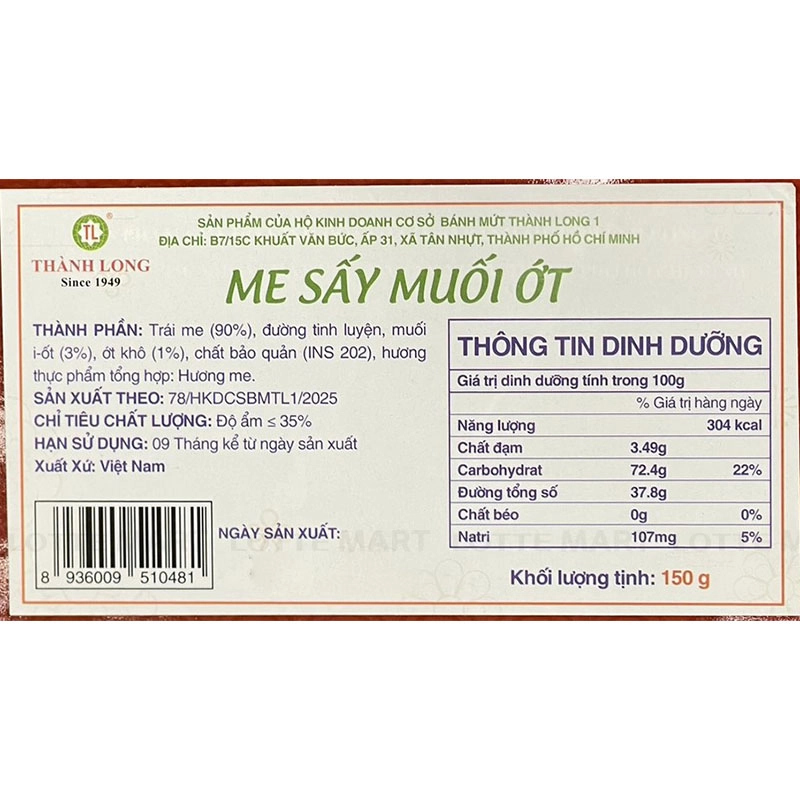 TL ®
THÀNH LONG
Since 1949
SẢN PHẨM CỦA HỘ KINH DOANH CƠ SỞ BÁNH MỨT THÀNH LONG 1
ĐỊA CHỈ: B7/15C KHUẤT VĂN BỨC, ẤP 31, XÃ TÂN NHỰT, THÀNH PHỐ HỒ CHÍ MINH
ME SẤY MUỐI ỚT
THÀNH PHẦN: Trái me (90%), đường tinh luyện, muối
i-ốt (3%), ớt khô (1%), chất bảo quản (INS 202), hương
thực phẩm tổng hợp: Hương me.
SẢN XUẤT THEO: 78/HKDCSBMTL1/2025
CHỈ TIÊU CHẤT LƯỢNG: Độ ẩm ≤ 35%
HẠN SỬ DỤNG: 09 Tháng kể từ ngày sản xuất
Xuất Xứ: Việt Nam
NGÀY SẢN XUẤT:
8 936009 510481
THÔNG TIN DINH DƯỠNG
Giá trị dinh dưỡng tính trong 100g
% Giá trị hàng ngày
Năng lượng 304 kcal
Chất đạm 3.49g
Carbohydrat 72.4g 22%
Đường tổng số 37.8g
Chất béo 0g 0%
Natri 107mg 5%
Khối lượng tịnh: 150 g
LOTTE MART LOTTE MART LOTTE MART